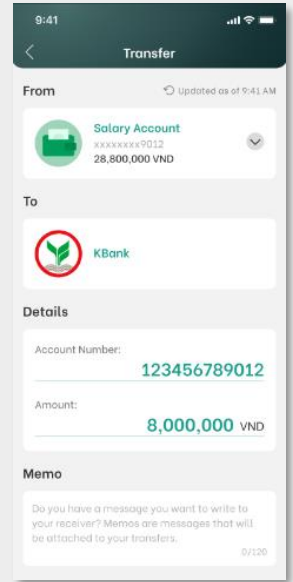 9:41
Transfer
From
Updated as of 9:41 AM
Salary Account
xxxxxxxx9012
28,800,000 VND
To
KBank
Details
Account Number:
123456789012
Amount:
8,000,000 VND
Memo
Do you have a message you want to write to
your receiver? Memos are messages that will
be attached to your transfers.
0/120